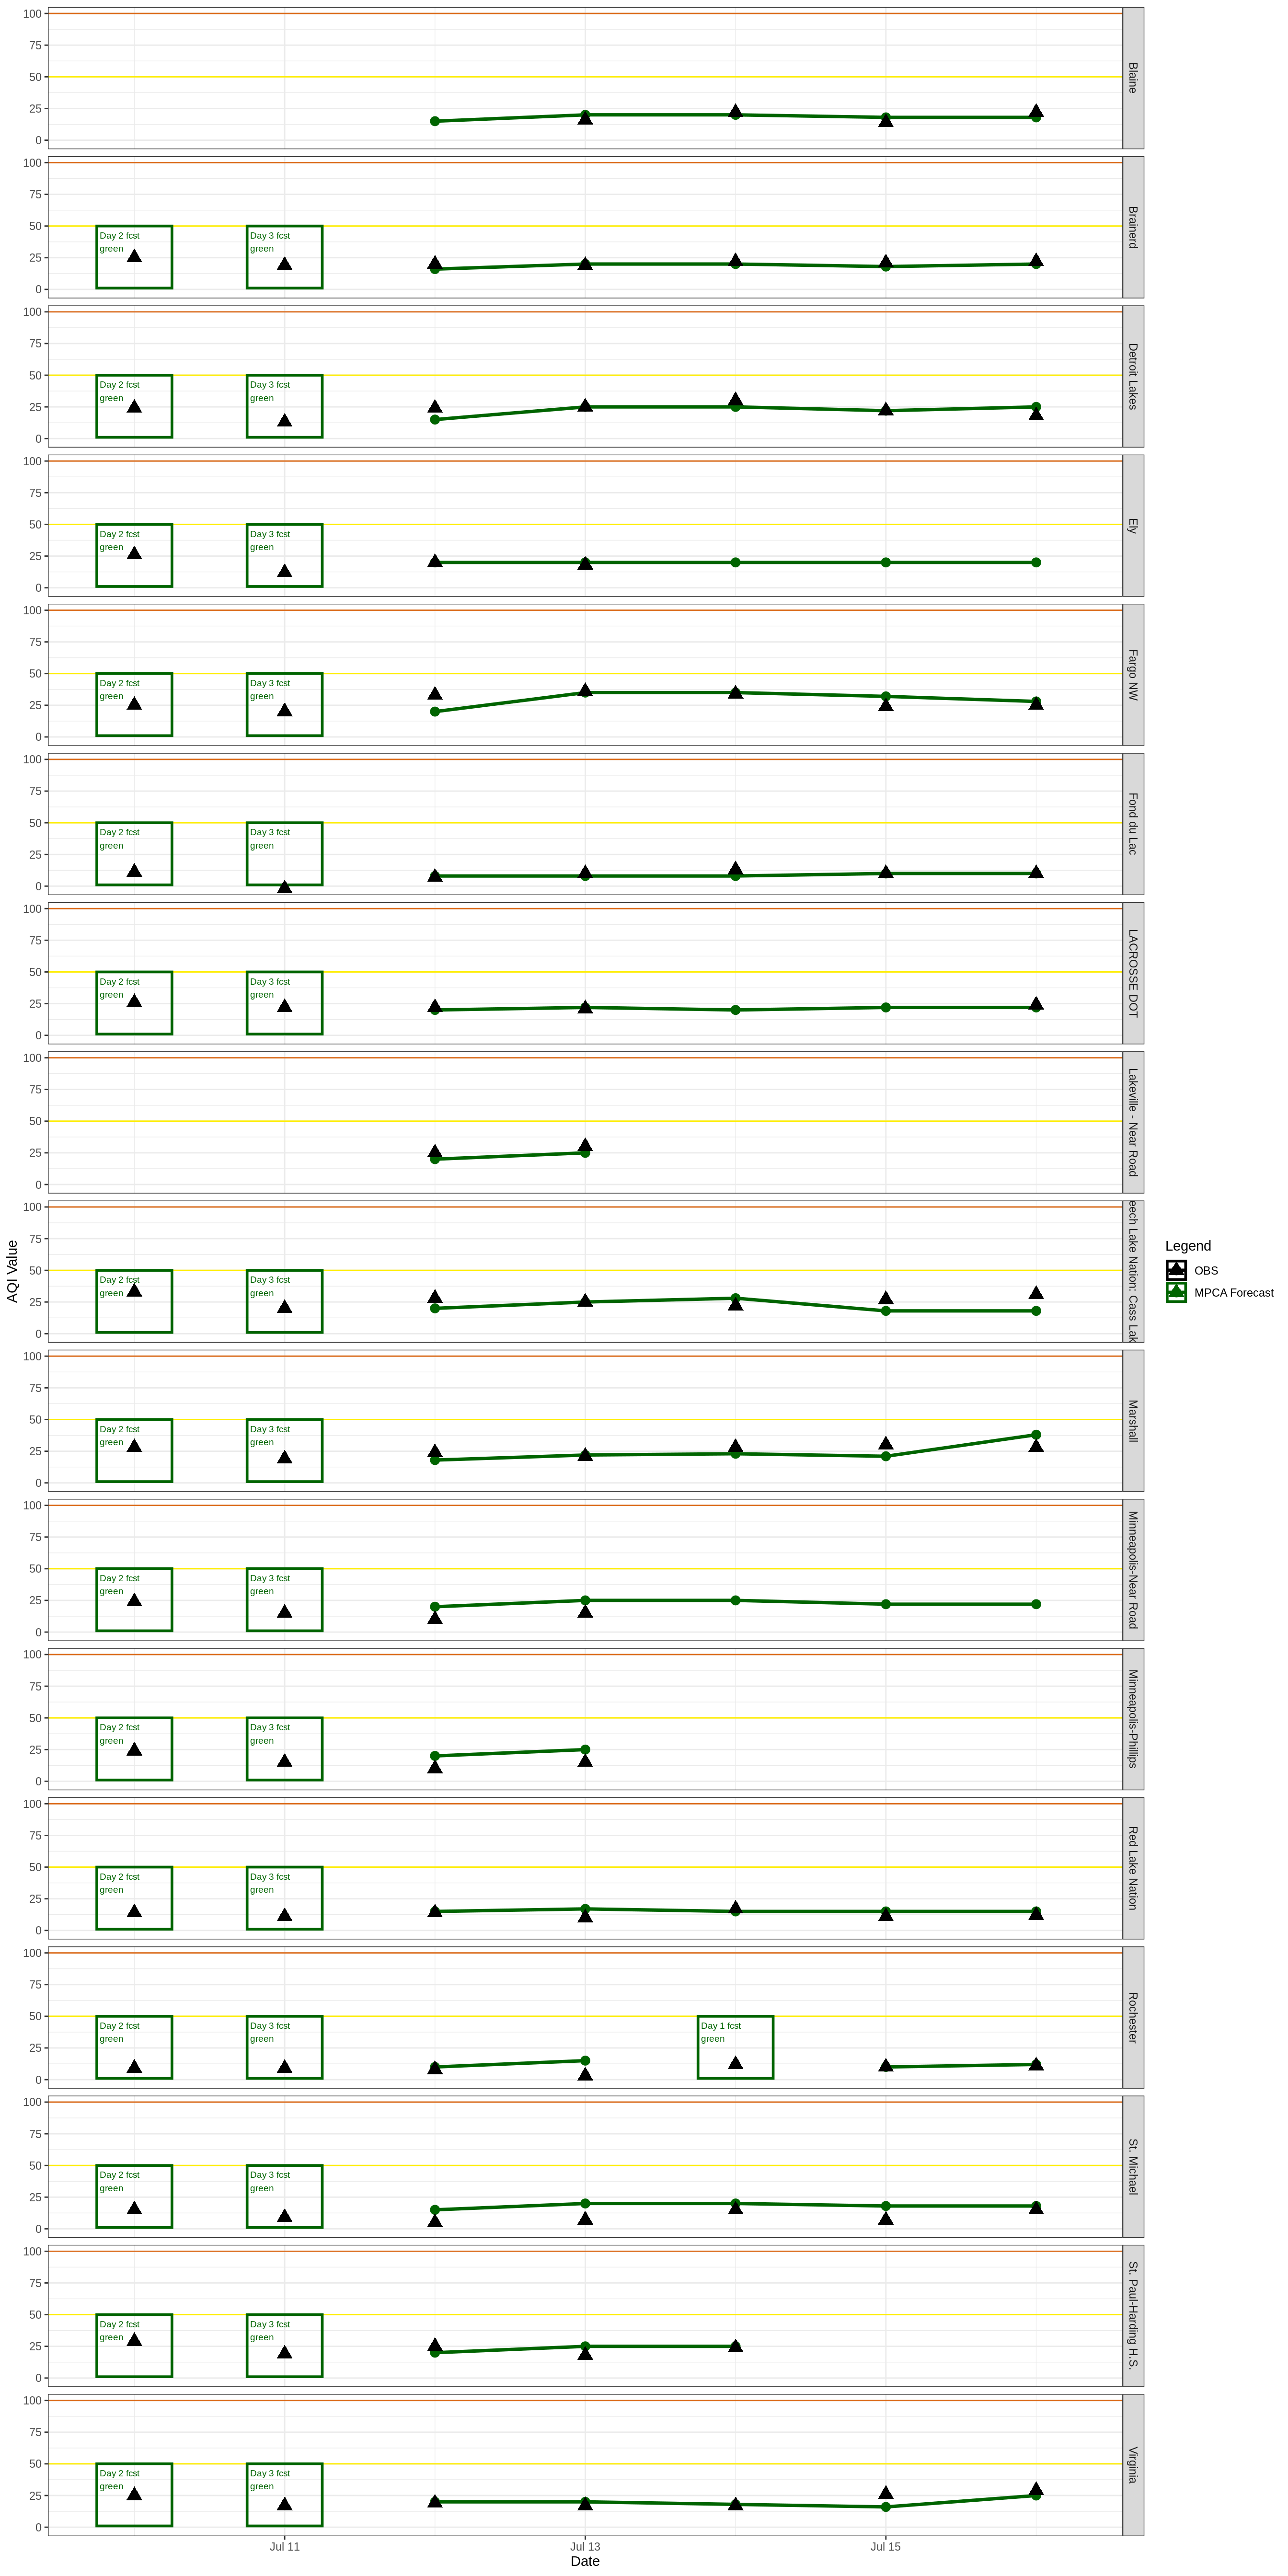 100
75
50
25
0
Blaine
100
75
50
25
0
Day 2 fcst
green
Day 3 fcst
green
Brainerd
100
75
50
25
0
Day 2 fcst
green
Day 3 fcst
green
Detroit Lakes
100
75
50
25
0
Day 2 fcst
green
Day 3 fcst
green
Ely
100
75
50
25
0
Day 2 fcst
green
Day 3 fcst
green
Fargo NW
100
75
50
25
0
Day 2 fcst
green
Day 3 fcst
green
Fond du Lac
100
75
50
25
0
Day 2 fcst
green
Day 3 fcst
green
LACROSSE DOT
100
75
50
25
0
Lakeville - Near Road
100
75
50
25
0
Day 2 fcst
green
Day 3 fcst
green
eech Lake Nation: Cass Lak
100
75
50
25
0
Day 2 fcst
green
Day 3 fcst
green
Marshall
100
75
50
25
0
Day 2 fcst
green
Day 3 fcst
green
Minneapolis-Near Road
100
75
50
25
0
Day 2 fcst
green
Day 3 fcst
green
Minneapolis-Phillips
100
75
50
25
0
Day 2 fcst
green
Day 3 fcst
green
Red Lake Nation
100
75
50
25
0
Day 2 fcst
green
Day 3 fcst
green
Day 1 fcst
green
Rochester
100
75
50
25
0
Day 2 fcst
green
Day 3 fcst
green
St. Michael
100
75
50
25
0
Day 2 fcst
green
Day 3 fcst
green
St. Paul-Harding H.S.
100
75
50
25
0
Day 2 fcst
green
Day 3 fcst
green
Virginia
Jul 11
Jul 13
Jul 15
Date
AQI Value
Legend
OBS
MPCA Forecast